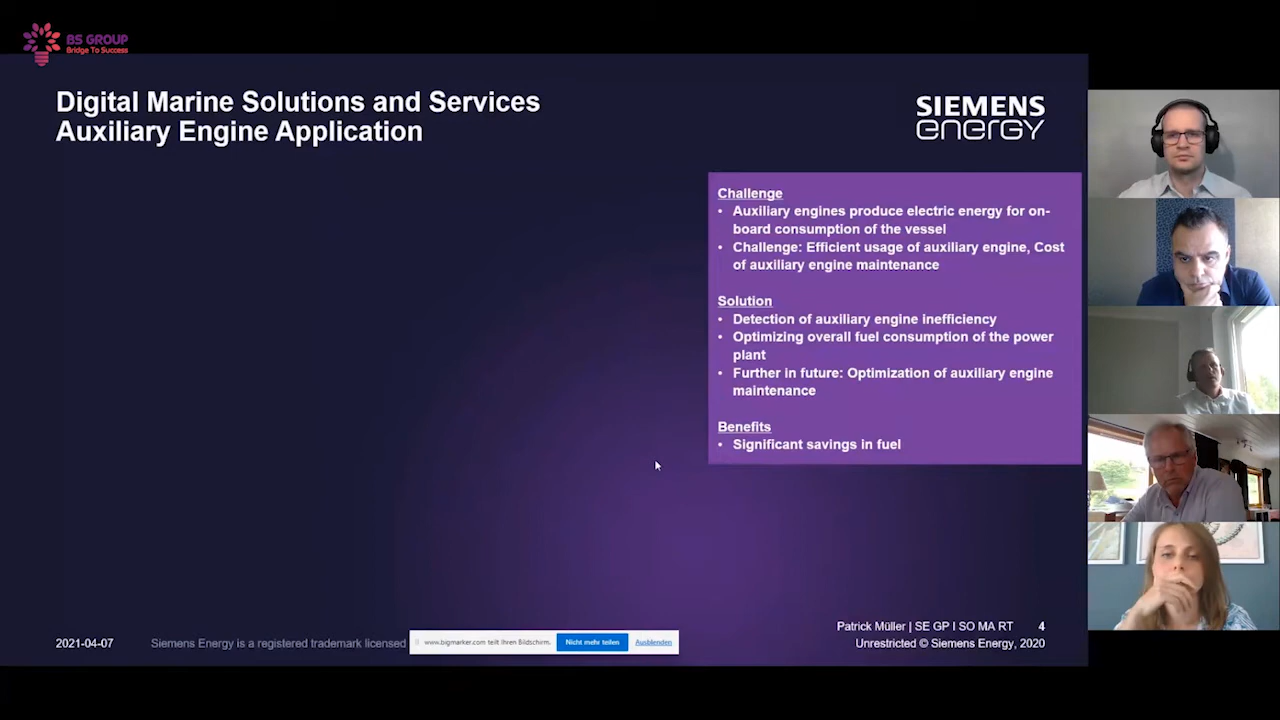 BS GROUP
Bridge To Success
Digital Marine Solutions and Services
Auxiliary Engine Application
SIEMENS
energy
Challenge
• Auxiliary engines produce electric energy for on-
board consumption of the vessel
• Challenge: Efficient usage of auxiliary engine, Cost
of auxiliary engine maintenance
Solution
• Detection of auxiliary engine inefficiency
• Optimizing overall fuel consumption of the power
plant
• Further in future: Optimization of auxiliary engine
maintenance
Benefits
• Significant savings in fuel
Patrick Müller | SE GP I SO MA RT 4
2021-04-07 Siemens Energy is a registered trademark licensed
www.bigmarker.com teilt Ihren Bildschirm. Nicht mehr teilen Ausblenden
Unrestricted © Siemens Energy, 2020